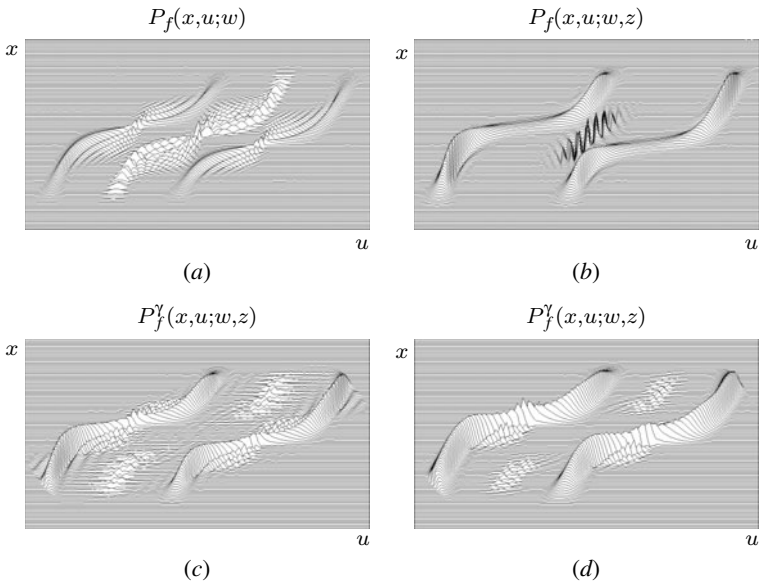 P_f(x,u;w)
P_f(x,u;w,z)
x
x
u
u
(a)
(b)
P_f^γ(x,u;w,z)
P_f^γ(x,u;w,z)
x
x
u
u
(c)
(d)